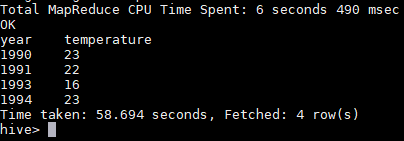 Total MapReduce CPU Time Spent: 6 seconds 490 msec
OK
year    temperature
1990    23
1991    22
1993    16
1994    23
Time taken: 58.694 seconds, Fetched: 4 row(s)
hive>